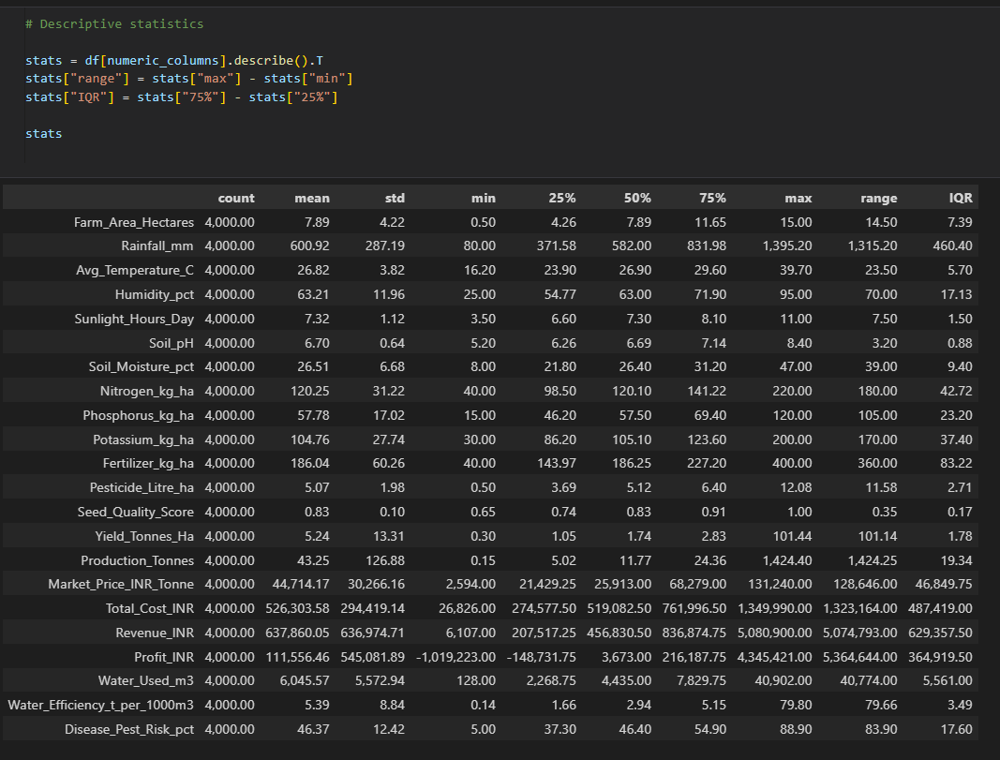 # Descriptive statistics
stats = df[numeric_columns].describe().T
stats["range"] = stats["max"] - stats["min"]
stats["IQR"] = stats["75%"] - stats["25%"]
stats
count mean std min 25% 50% 75% max range IQR
Farm_Area_Hectares 4,000.00 7.89 4.22 0.50 4.26 7.89 11.65 15.00 14.50 7.39
Rainfall_mm 4,000.00 600.92 287.19 80.00 371.58 582.00 831.98 1,395.20 1,315.20 460.40
Avg_Temperature_C 4,000.00 26.82 3.82 16.20 23.90 26.90 29.60 39.70 23.50 5.70
Humidity_pct 4,000.00 63.21 11.96 25.00 54.77 63.00 71.90 95.00 70.00 17.13
Sunlight_Hours_Day 4,000.00 7.32 1.12 3.50 6.60 7.30 8.10 11.00 7.50 1.50
Soil_pH 4,000.00 6.70 0.64 5.20 6.26 6.69 7.14 8.40 3.20 0.88
Soil_Moisture_pct 4,000.00 26.51 6.68 8.00 21.80 26.40 31.20 47.00 39.00 9.40
Nitrogen_kg_ha 4,000.00 120.25 31.22 40.00 98.50 120.10 141.22 220.00 180.00 42.72
Phosphorus_kg_ha 4,000.00 57.78 17.02 15.00 46.20 57.50 69.40 120.00 105.00 23.20
Potassium_kg_ha 4,000.00 104.76 27.74 30.00 86.20 105.10 123.60 200.00 170.00 37.40
Fertilizer_kg_ha 4,000.00 186.04 60.26 40.00 143.97 186.25 227.20 400.00 360.00 83.22
Pesticide_Litre_ha 4,000.00 5.07 1.98 0.50 3.69 5.12 6.40 12.08 11.58 2.71
Seed_Quality_Score 4,000.00 0.83 0.10 0.65 0.74 0.83 0.91 1.00 0.35 0.17
Yield_Tonnes_Ha 4,000.00 5.24 13.31 0.30 1.05 1.74 2.83 101.44 101.14 1.78
Production_Tonnes 4,000.00 43.25 126.88 0.15 5.02 11.77 24.36 1,424.40 1,424.25 19.34
Market_Price_INR_Tonne 4,000.00 44,714.17 30,266.16 2,594.00 21,429.25 25,913.00 68,279.00 131,240.00 128,646.00 46,849.75
Total_Cost_INR 4,000.00 526,303.58 294,419.14 26,826.00 274,577.50 519,082.50 761,996.50 1,349,990.00 1,323,164.00 487,419.00
Revenue_INR 4,000.00 637,860.05 636,974.71 6,107.00 207,517.25 456,830.50 836,874.75 5,080,900.00 5,074,793.00 629,357.50
Profit_INR 4,000.00 111,556.46 545,081.89 -1,019,223.00 -148,731.75 3,673.00 216,187.75 4,345,421.00 5,364,644.00 364,919.50
Water_Used_m3 4,000.00 6,045.57 5,572.94 128.00 2,268.75 4,435.00 7,829.75 40,902.00 40,774.00 5,561.00
Water_Efficiency_t_per_1000m3 4,000.00 5.39 8.84 0.14 1.66 2.94 5.15 79.80 79.66 3.49
Disease_Pest_Risk_pct 4,000.00 46.37 12.42 5.00 37.30 46.40 54.90 88.90 83.90 17.60